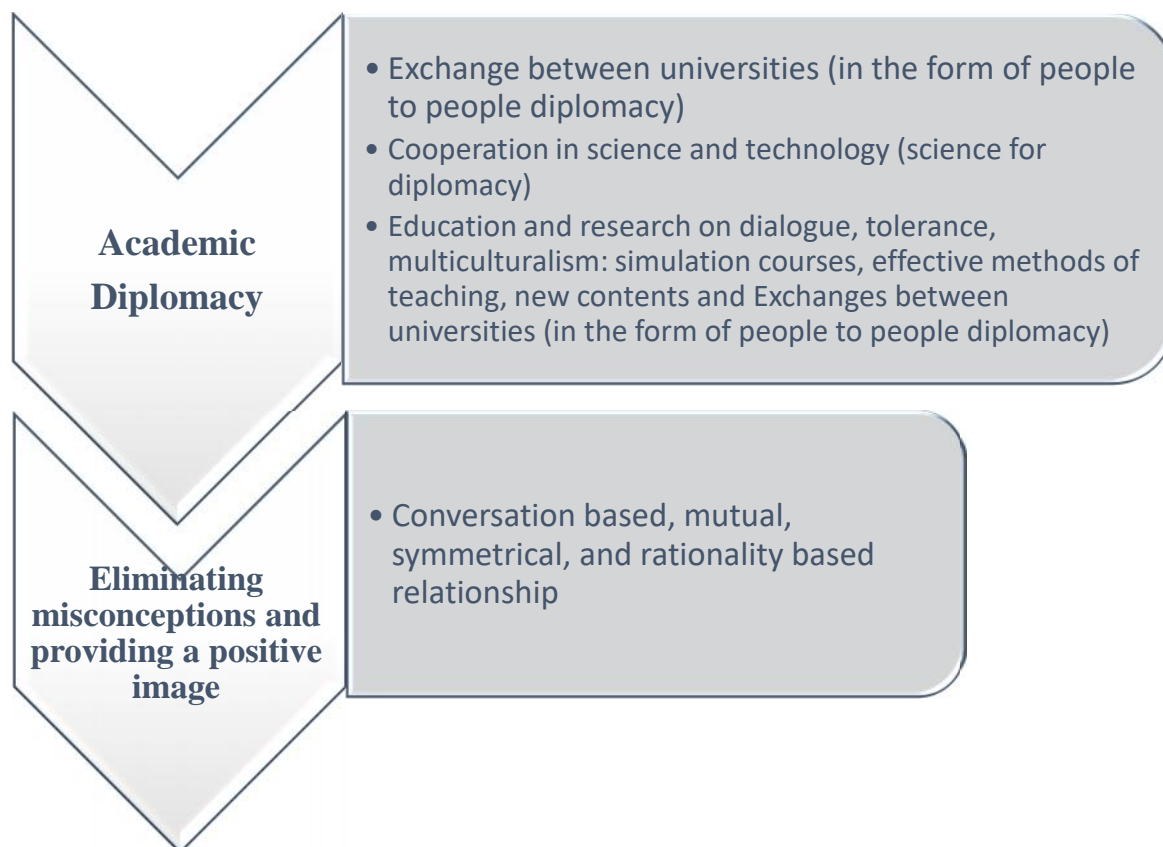 Academic
Diplomacy
• Exchange between universities (in the form of people
to people diplomacy)
• Cooperation in science and technology (science for
diplomacy)
• Education and research on dialogue, tolerance,
multiculturalism: simulation courses, effective methods of
teaching, new contents and Exchanges between
universities (in the form of people to people diplomacy)
Eliminating
misconceptions and
providing a positive
image
• Conversation based, mutual,
symmetrical, and rationality based
relationship